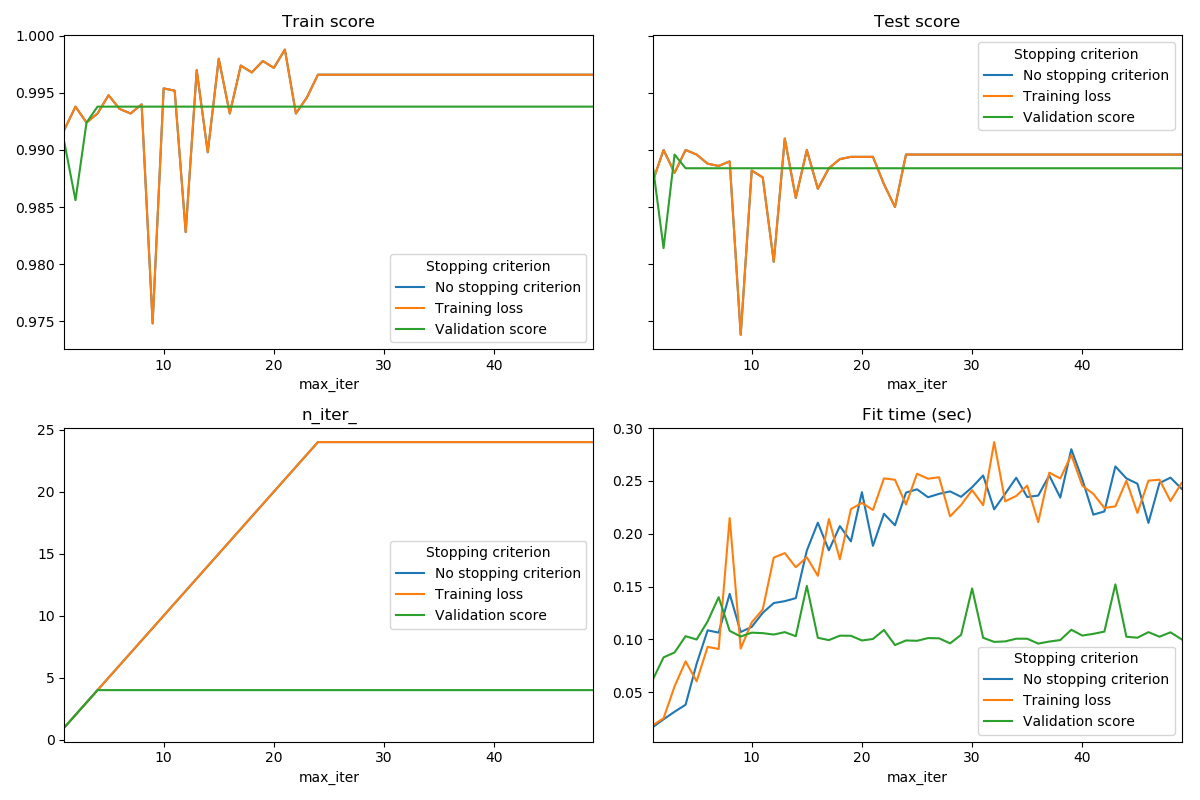 Train score
1.000
0.995
0.990
0.985
0.980
0.975
Stopping criterion
No stopping criterion
Training loss
Validation score
10 20 30 40
max_iter
Test score
Stopping criterion
No stopping criterion
Training loss
Validation score
10 20 30 40
max_iter
n_iter_
25
20
15
10
5
0
Stopping criterion
No stopping criterion
Training loss
Validation score
10 20 30 40
max_iter
Fit time (sec)
0.30
0.25
0.20
0.15
0.10
0.05
Stopping criterion
No stopping criterion
Training loss
Validation score
10 20 30 40
max_iter